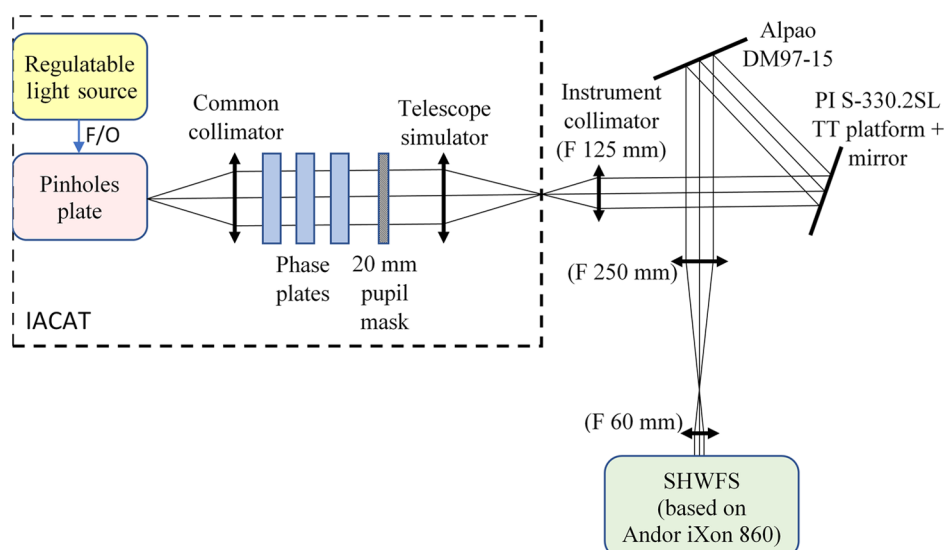 Regulatable
light source
F/O
Pinholes
plate
Common
collimator
Phase
plates
20 mm
pupil
mask
Telescope
simulator
IACAT
Instrument
collimator
(F 125 mm)
Alpao
DM97-15
PI S-330.2SL
TT platform +
mirror
(F 250 mm)
(F 60 mm)
SHWFS
(based on
Andor iXon 860)